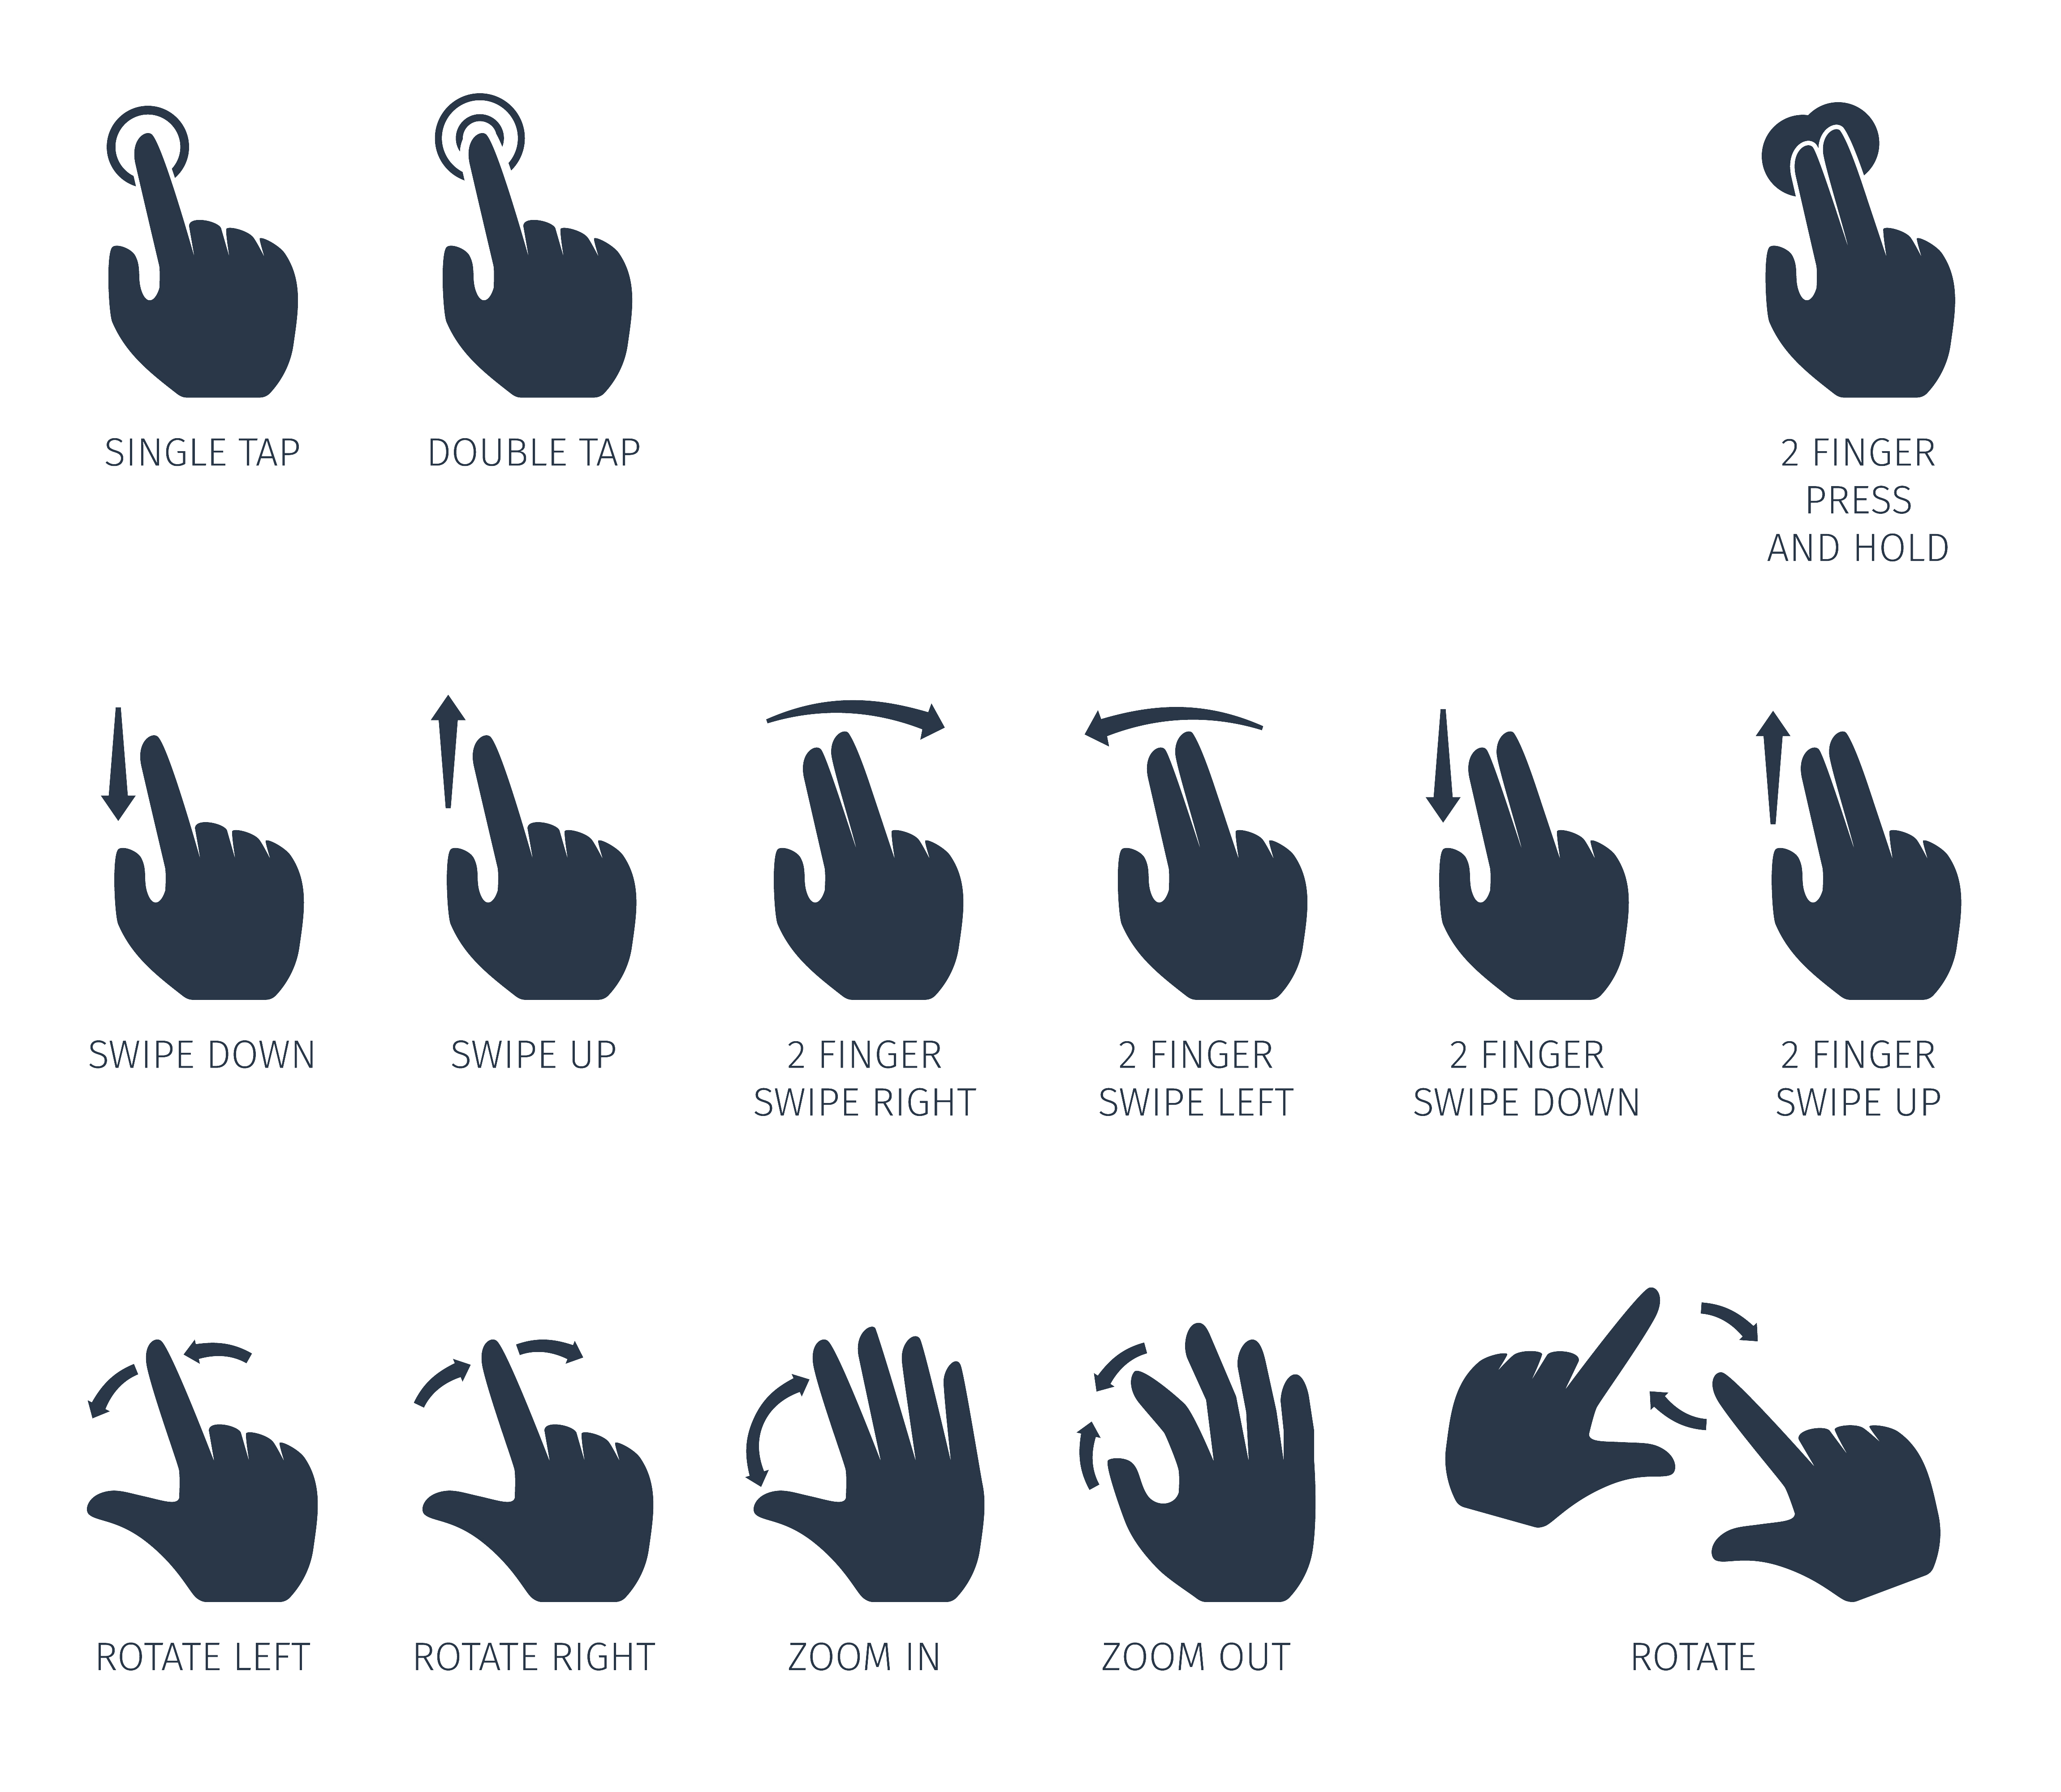 SINGLE TAP
DOUBLE TAP
2 FINGER
PRESS
AND HOLD
SWIPE DOWN
SWIPE UP
2 FINGER
SWIPE RIGHT
2 FINGER
SWIPE LEFT
2 FINGER
SWIPE DOWN
2 FINGER
SWIPE UP
ROTATE LEFT
ROTATE RIGHT
ZOOM IN
ZOOM OUT
ROTATE